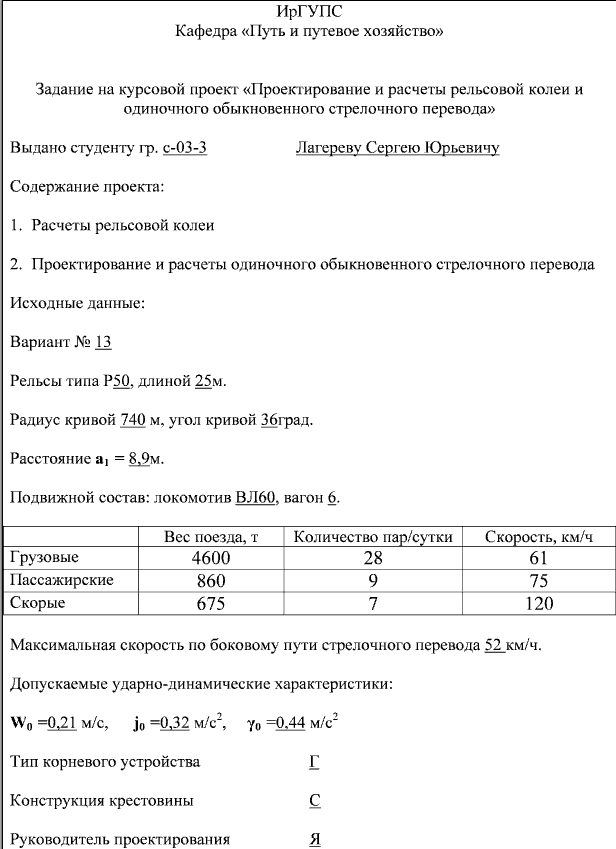 ИрГУПС
Кафедра «Путь и путевое хозяйство»
Задание на курсовой проект «Проектирование и расчеты рельсовой колеи и
одиночного обыкновенного стрелочного перевода»
Выдано студенту гр. с-03-3 Лагереву Сергею Юрьевичу
Содержание проекта:
1. Расчеты рельсовой колеи
2. Проектирование и расчеты одиночного обыкновенного стрелочного перевода
Исходные данные:
Вариант № 13
Рельсы типа Р50, длиной 25м.
Радиус кривой 740 м, угол кривой 36град.
Расстояние a₁ = 8,9м.
Подвижной состав: локомотив ВЛ60, вагон 6.
Вес поезда, т Количество пар/сутки Скорость, км/ч
Грузовые 4600 28 61
Пассажирские 860 9 75
Скорые 675 7 120
Максимальная скорость по боковому пути стрелочного перевода 52 км/ч.
Допускаемые ударно-динамические характеристики:
W₀ =0,21 м/с, j₀ =0,32 м/с², γ₀ =0,44 м/с²
Тип корневого устройства Г
Конструкция крестовины С
Руководитель проектирования Я